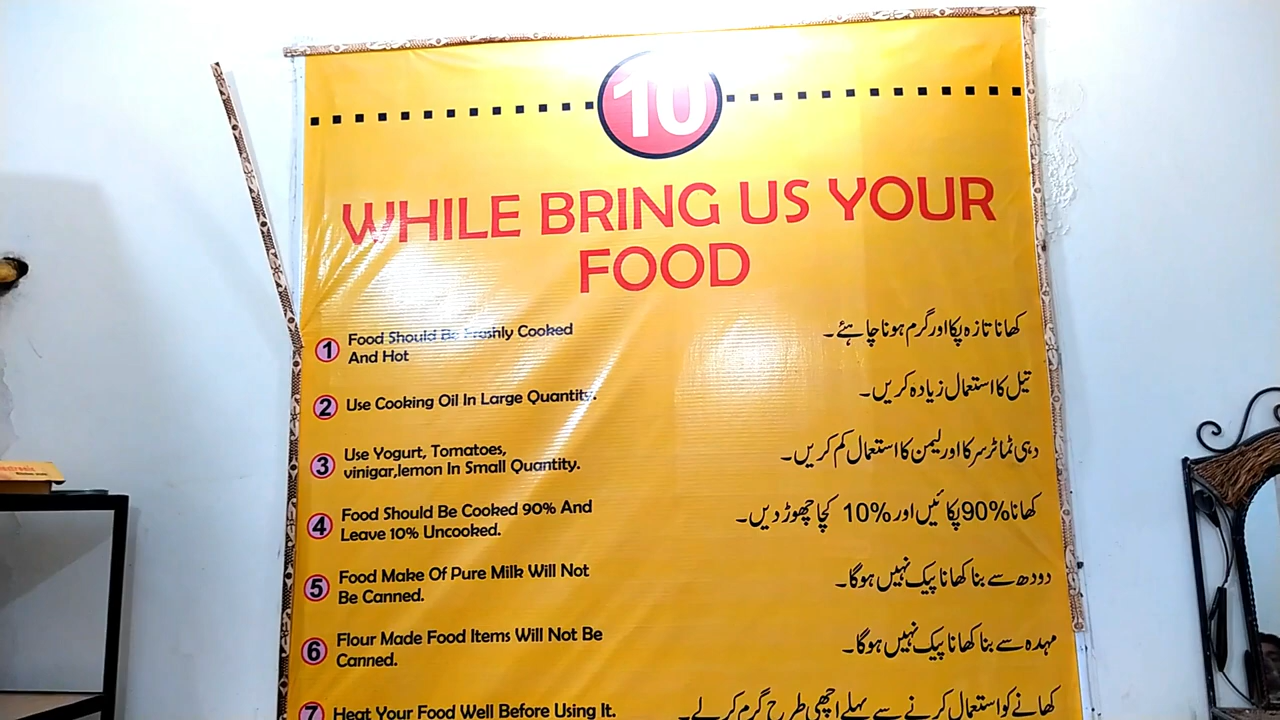 10
WHILE BRING US YOUR
FOOD
1 Food Should Be Freshly Cooked
And Hot
کھانا تازہ پکا اور گرم ہونا چاہئے۔
2 Use Cooking Oil In Large Quantity.
تیل کا استعمال زیادہ کریں۔
3 Use Yogurt, Tomatoes,
vinigar,lemon In Small Quantity.
دہی ٹماٹر سرکا اور لیمن کا استعمال کم کریں۔
4 Food Should Be Cooked 90% And
Leave 10% Uncooked.
کھانا 90% پکائیں اور 10% کچا چھوڑ دیں۔
5 Food Make Of Pure Milk Will Not
Be Canned.
دودھ سے بنا کھانا پیک نہیں ہوگا۔
6 Flour Made Food Items Will Not Be
Canned.
مہدہ سے بنا کھانا پیک نہیں ہوگا۔
7 Heat Your Food Well Before Using It.
کھانے کو استعمال کرنے سے پہلے اچھی طرح گرم کر لے۔